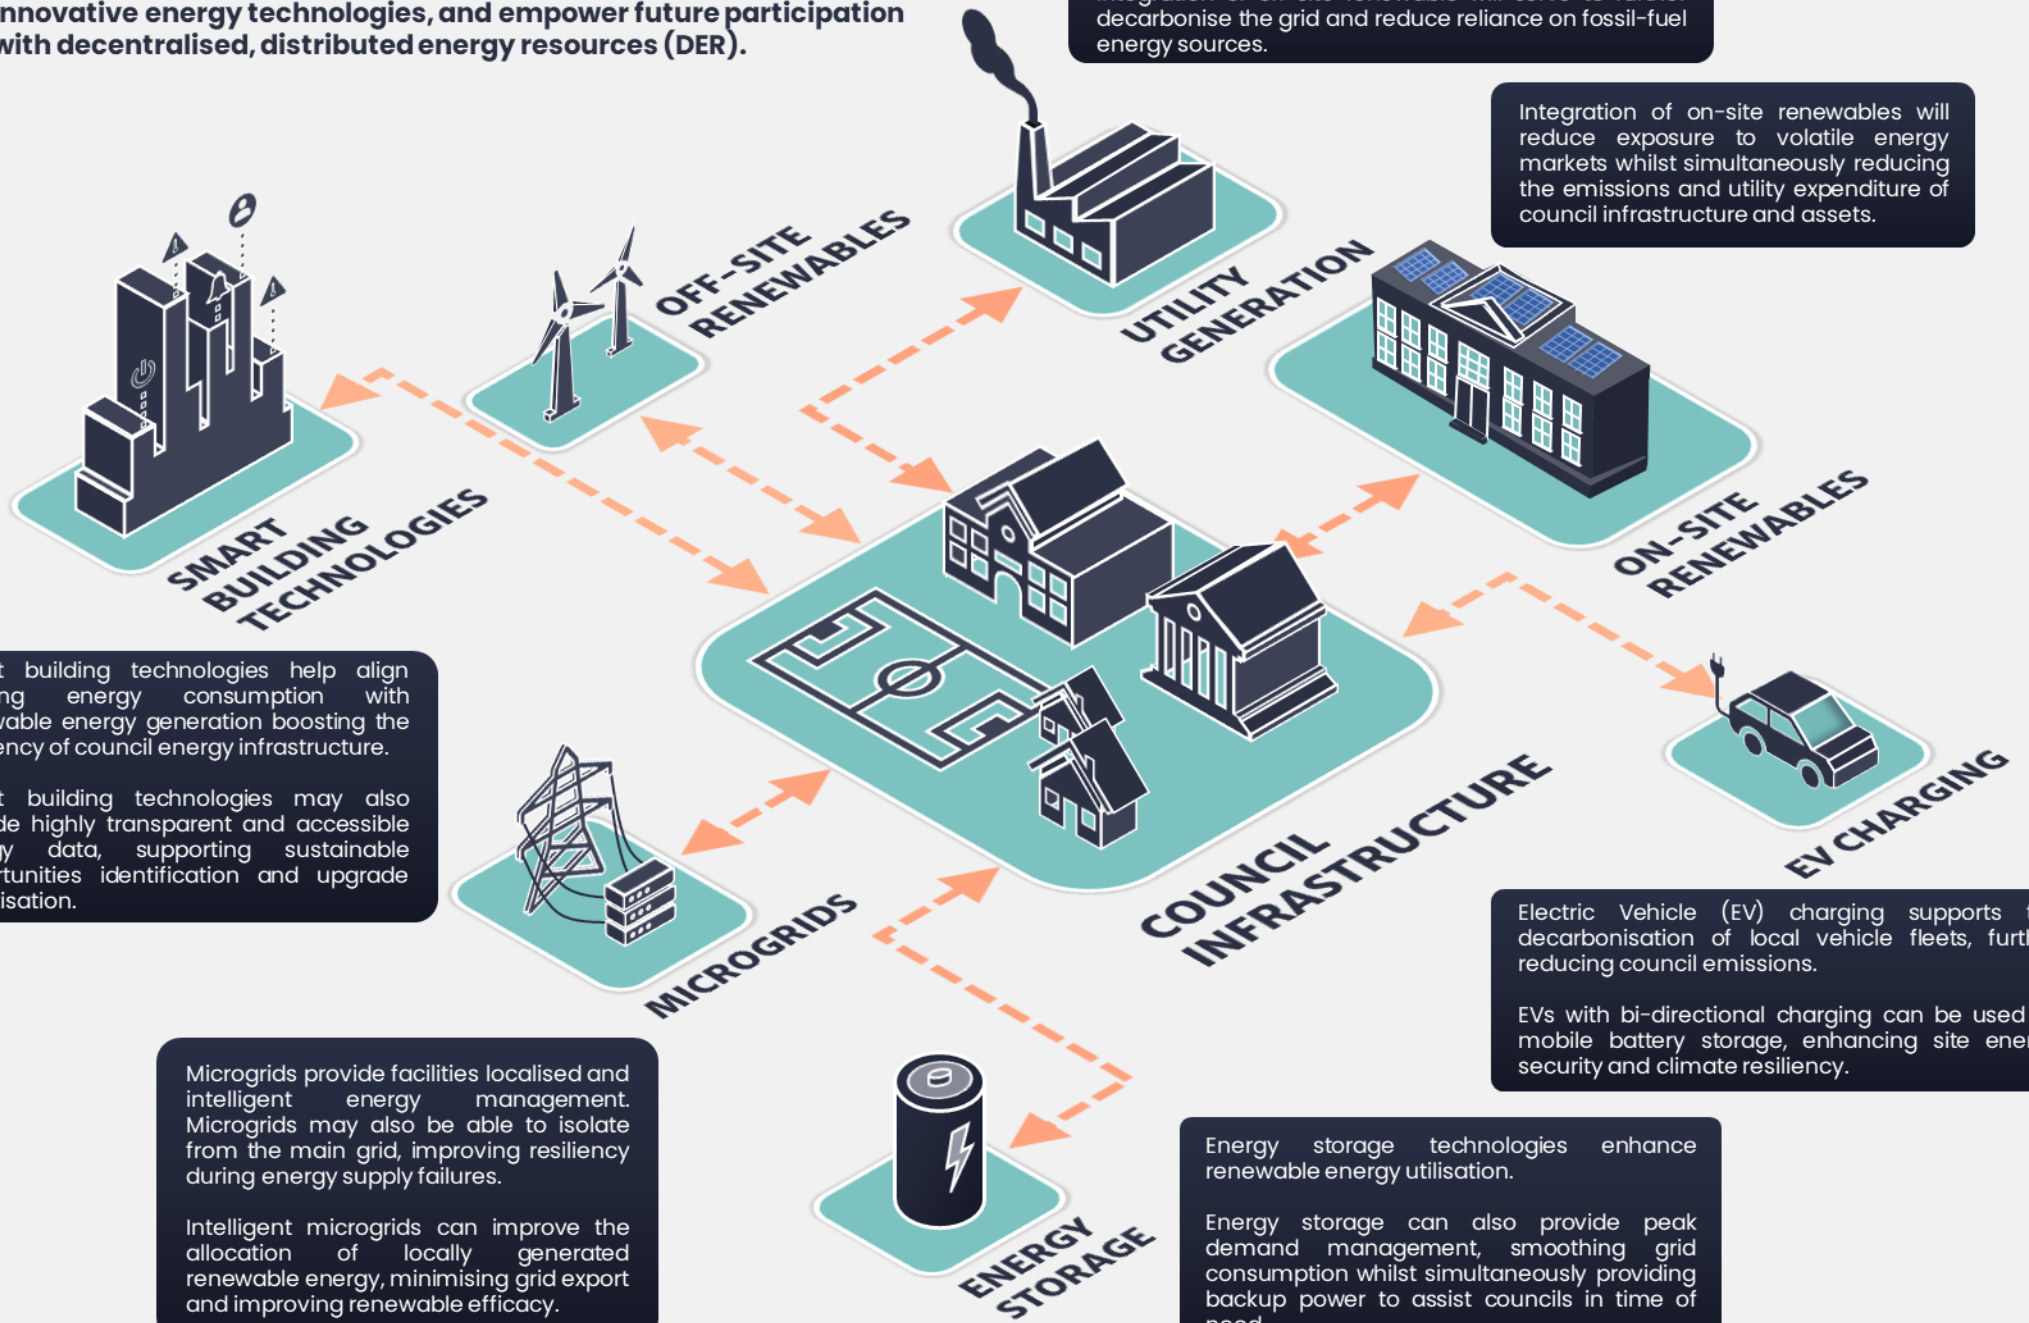 nnovative energy technologies, and empower future participation
with decentralised, distributed energy resources (DER).
decarbonise the grid and reduce reliance on fossil-fuel
energy sources.
Integration of on-site renewables will
reduce exposure to volatile energy
markets whilst simultaneously reducing
the emissions and utility expenditure of
council infrastructure and assets.
OFF-SITE
RENEWABLES
UTILITY
GENERATION
SMART
BUILDING
TECHNOLOGIES
ON-SITE
RENEWABLES
building technologies help align
energy consumption with
energy generation boosting the
of council energy infrastructure.
building technologies may also
highly transparent and accessible
data, supporting sustainable
identification and upgrade
COUNCIL
INFRASTRUCTURE
EV CHARGING
MICROGRIDS
Electric Vehicle (EV) charging supports
decarbonisation of local vehicle fleets,
reducing council emissions.
EVs with bi-directional charging can be used
mobile battery storage, enhancing site
security and climate resiliency.
Microgrids provide facilities localised and
intelligent energy management.
Microgrids may also be able to isolate
from the main grid, improving resiliency
during energy supply failures.
Intelligent microgrids can improve the
allocation of locally generated
renewable energy, minimising grid export
and improving renewable efficacy.
ENERGY
STORAGE
Energy storage technologies enhance
renewable energy utilisation.
Energy storage can also provide peak
demand management, smoothing grid
consumption whilst simultaneously providing
backup power to assist councils in time of